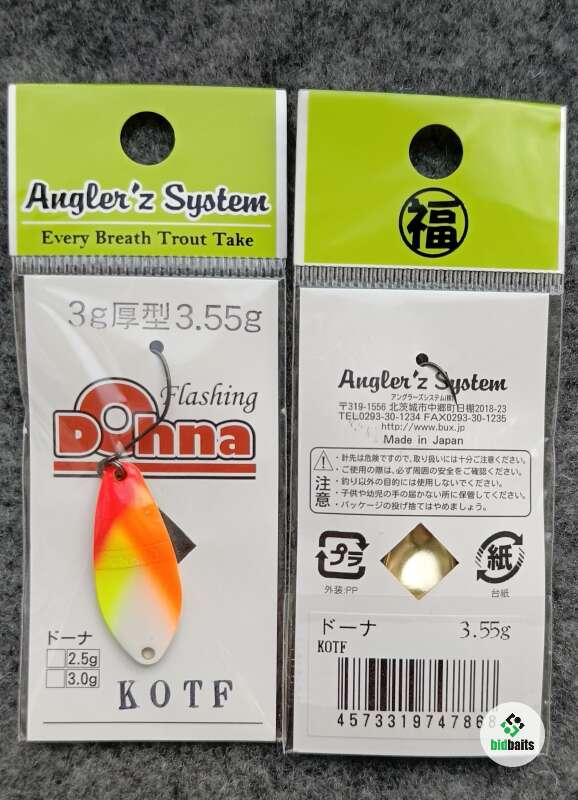 Angler'z System
Every Breath Trout Take
3g厚型3.55g
Flashing
Donna
ドーナ
2.5g
3.0g
KOTF
福
Angler'z System
アングラーズシステム(株)
〒319-1556 北茨城市中郷町日棚2018-23
TEL0293-30-1234 FAX0293-30-1235
http://www.bux.jp/
Made in Japan
注意
・針先は危険ですので、取り扱いには十分ご注意ください。
・ご使用の際は、必ず周囲の安全をご確認ください。
・釣り以外の目的には使用しないでください。
・子供や幼児の手の届かない所に保管してください。
・パッケージの投げ捨てはやめましょう。
プラ
外装:PP
紙
台紙
ドーナ 3.55g
KOTF
457331974786
bidbaits